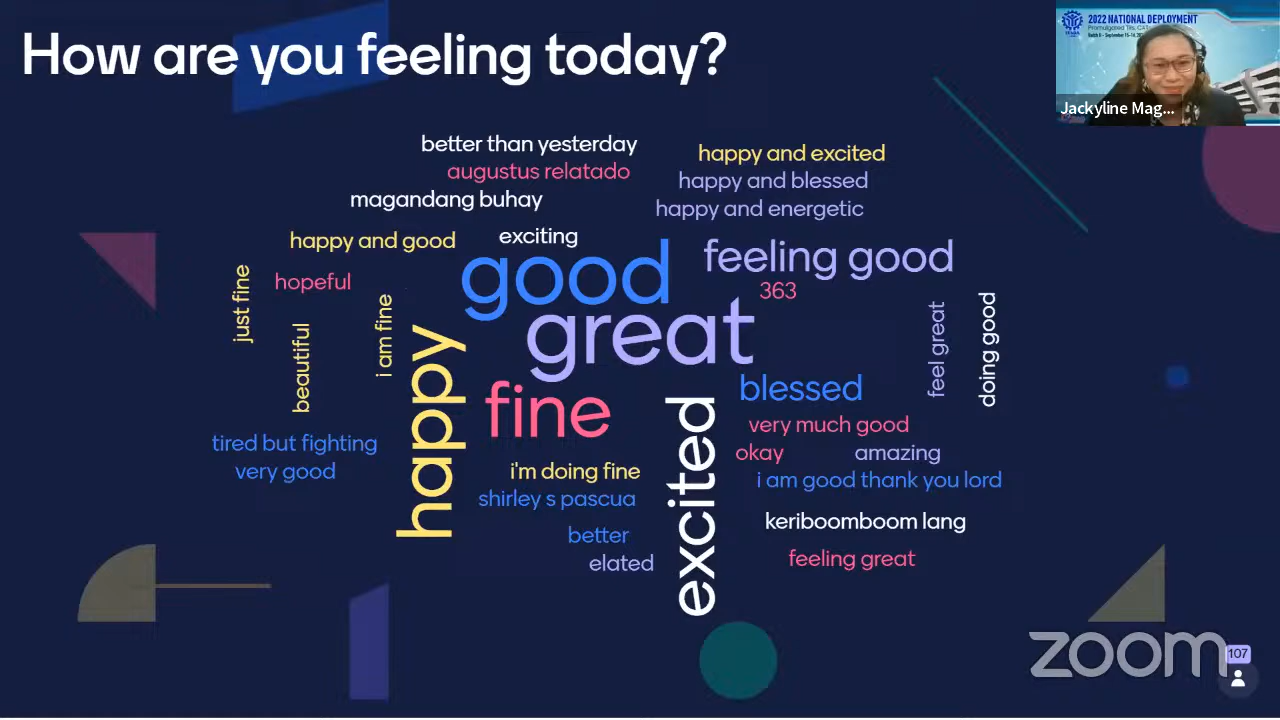 How are you feeling today?
2022 NATIONAL DEPLOYMENT
Jackyline Mag...
better than yesterday
augustus relatado
magandang buhay
happy and excited
happy and blessed
happy and energetic
happy and good
exciting
good
feeling good
363
just fine
hopeful
beautiful
i am fine
happy
great
fine
excited
blessed
feel great
doing good
very much good
okay
amazing
i am good thank you lord
tired but fighting
very good
i'm doing fine
shirley s pascua
better
elated
keriboomboom lang
feeling great
zoom
107